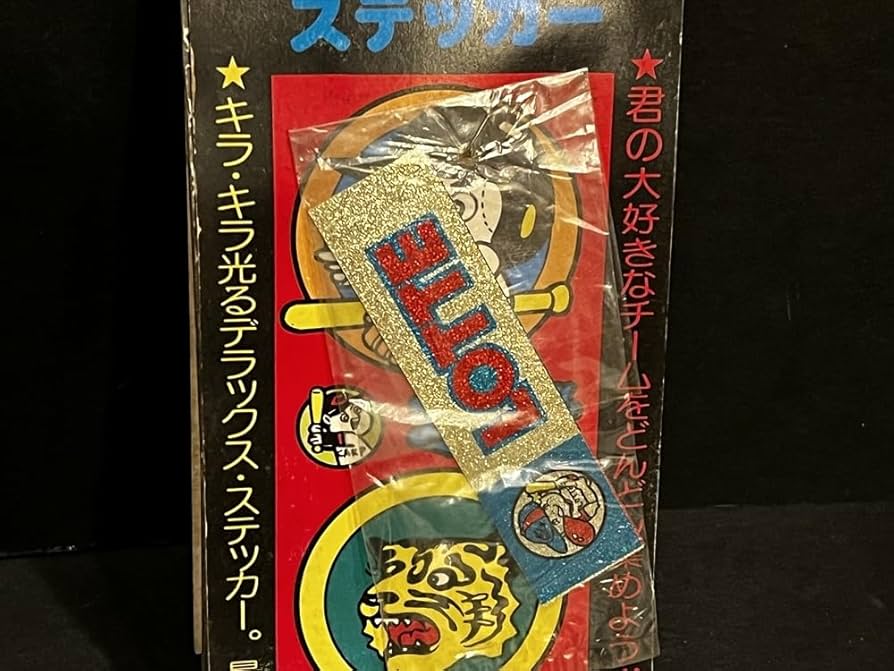 ステッカー
★君の大好きなチームをどんど
めよう
★キラ・キラ光るデラックス・ステッカー。
LOTTE